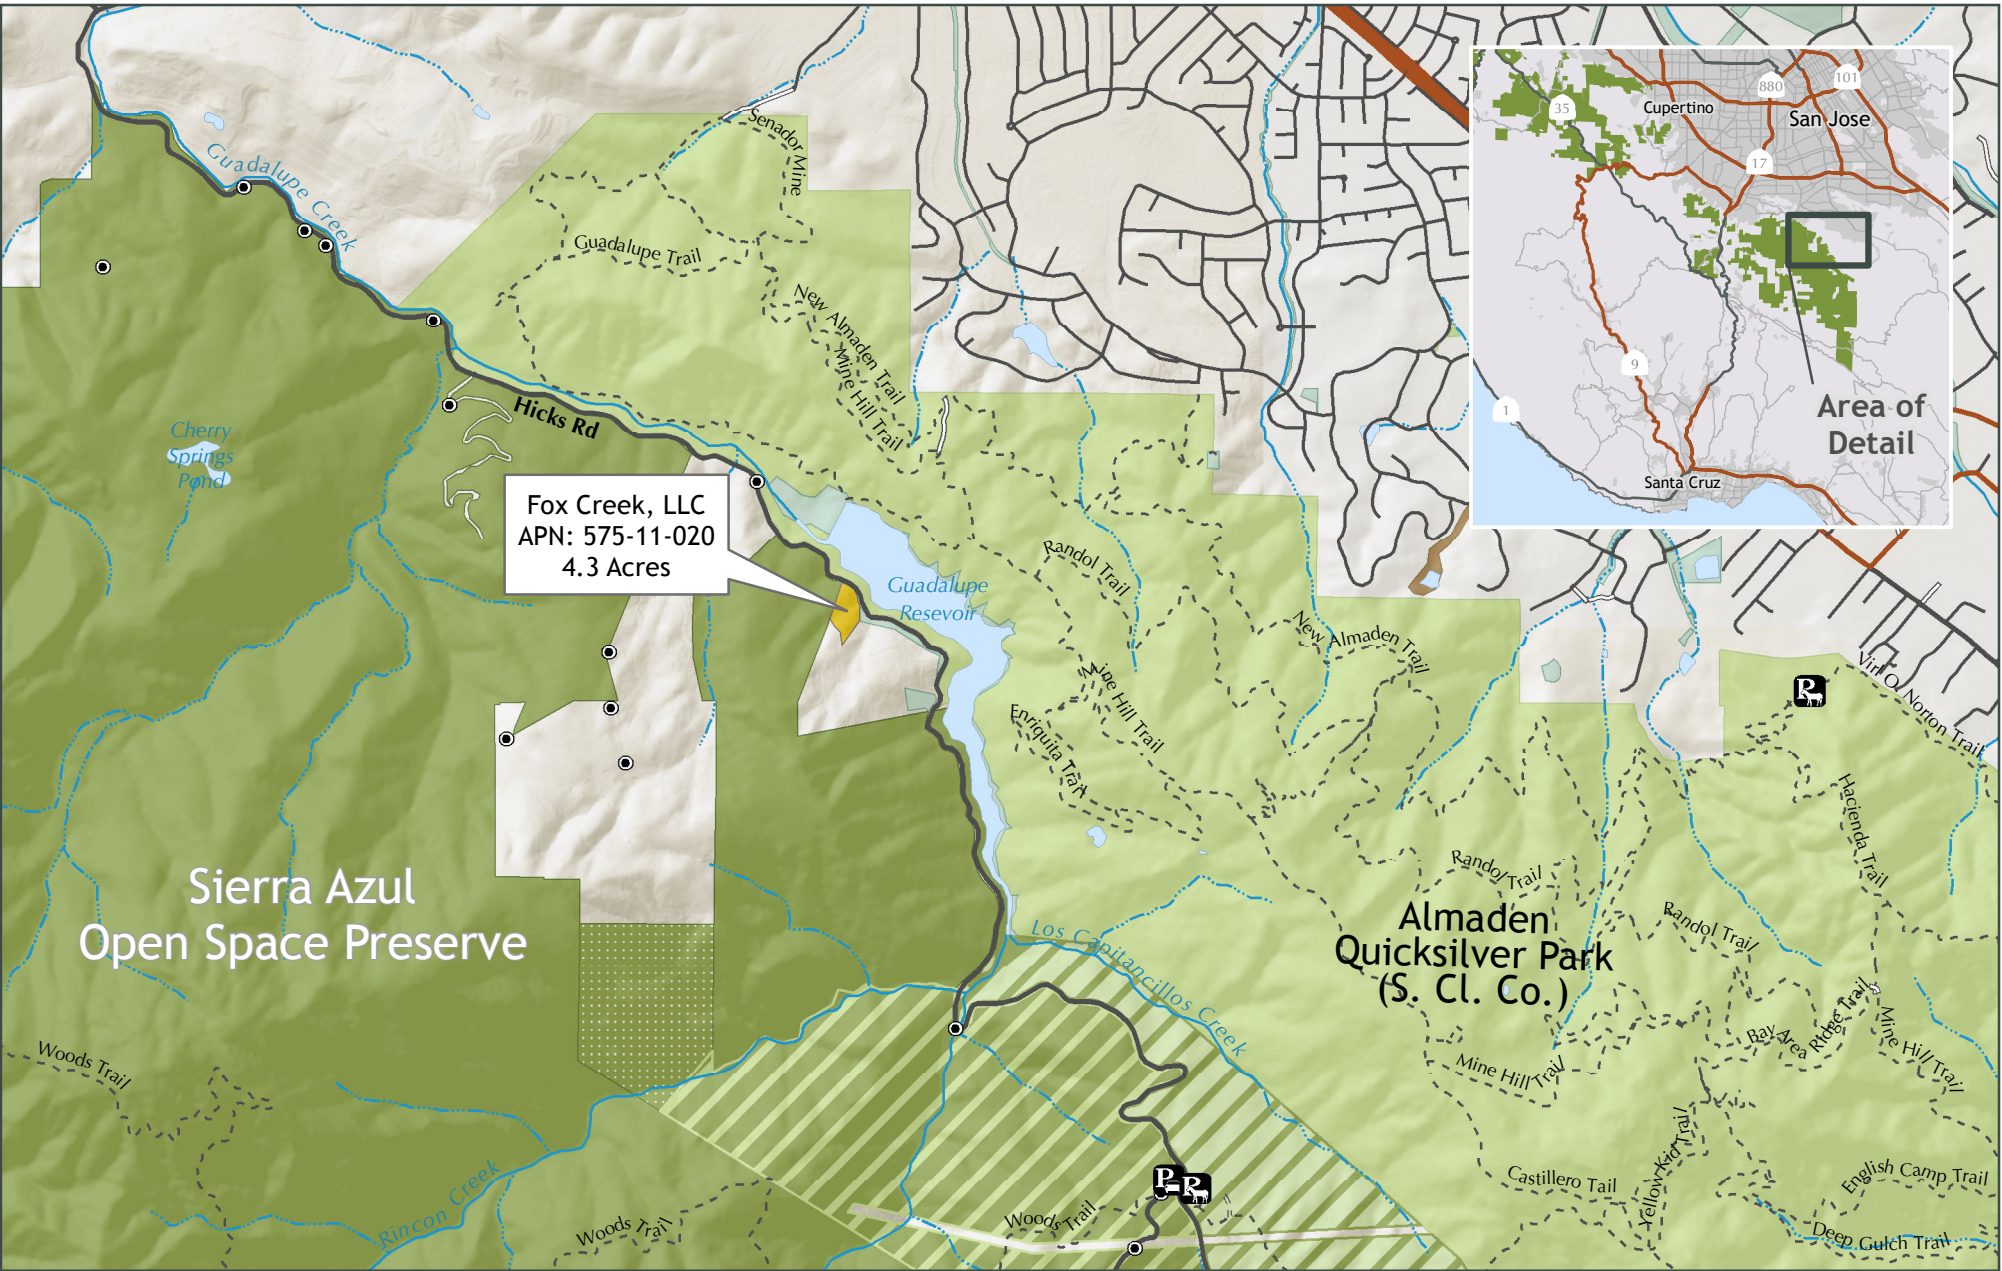 Senador Mine
Guadalupe Creek
Guadalupe Trail
New Almaden Trail
Mine Hill Trail
Hicks Rd
Cherry
Springs
Pond
Fox Creek, LLC
APN: 575-11-020
4.3 Acres
Guadalupe
Resevoir
Randol Trail
New Almaden Trail
Mine Hill Trail
Enriquita Trail
Virl O. Norton Trail
Hacienda Trail
Sierra Azul
Open Space Preserve
Los Capitancillos Creek
Randol Trail
Almaden
Quicksilver Park
(S. Cl. Co.)
Randol Trail
Bay Area
Ridge Trail
Mine Hill Trail
Mine Hill Trail
Woods Trail
Rincon Creek
Woods Trail
Woods Trail
P
R
R
Castillero Tail
Yellow Kid Trail
English Camp Trail
Deep Gulch Trail
35
Cupertino
880
101
San Jose
17
9
1
Area of
Detail
Santa Cruz